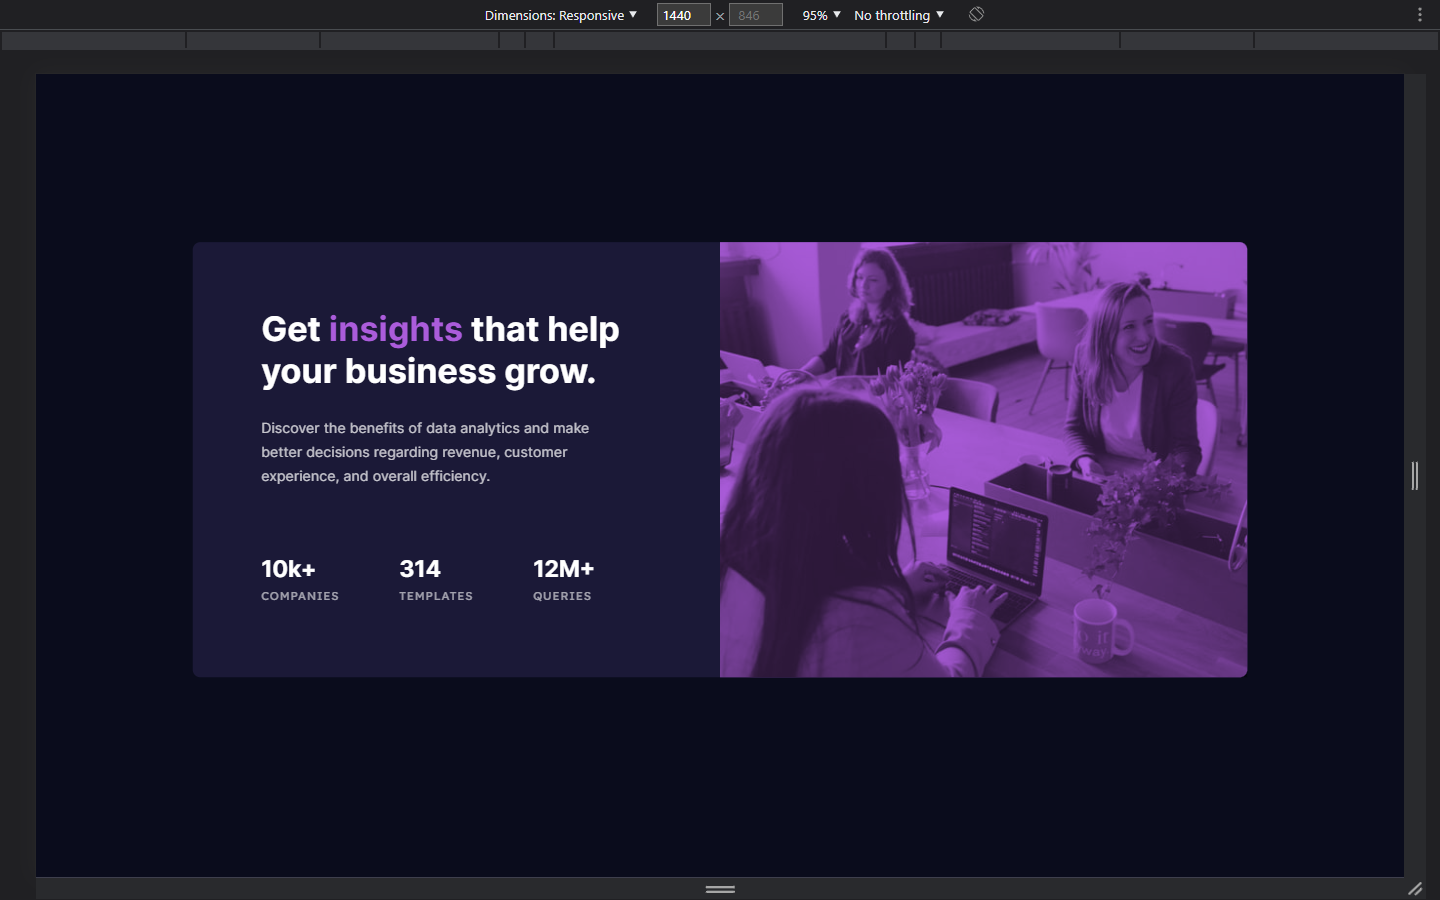 Dimensions: Responsive 1440 × 846 95% No throttling
Get insights that help
your business grow.
Discover the benefits of data analytics and make
better decisions regarding revenue, customer
experience, and overall efficiency.
10k+ 314 12M+
COMPANIES TEMPLATES QUERIES